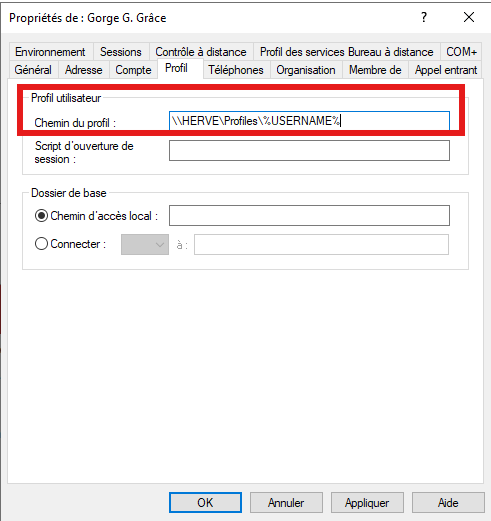 Propriétés de : Gorge G. Grâce ? ×
Environnement Sessions Contrôle à distance Profil des services Bureau à distance COM+
Général Adresse Compte Profil Téléphones Organisation Membre de Appel entrant
Profil utilisateur
Chemin du profil : \\HERVE\Profiles\%USERNAME%
Script d'ouverture de
session :
Dossier de base
Chemin d'accès local :
Connecter : à :
OK Annuler Appliquer Aide